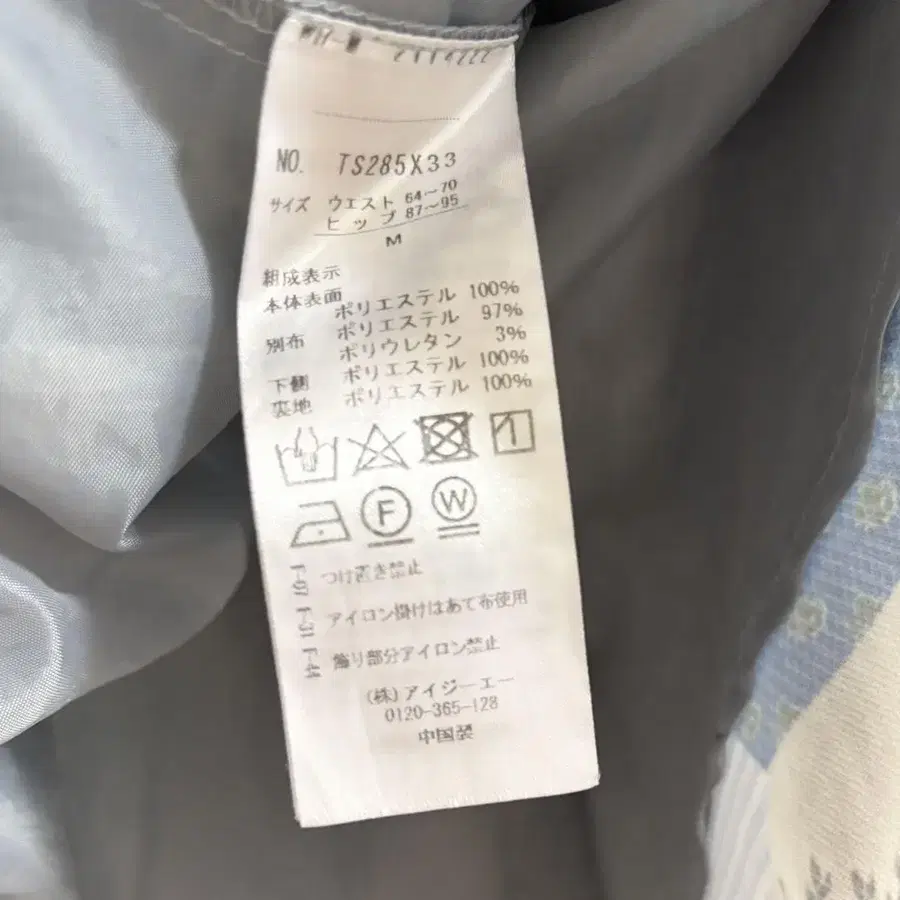 NO. TS285X33
サイズ ウエスト 64～70
ヒップ 87～95
M
組成表示
本体表面 ポリエステル 100%
別布 ポリエステル 97%
ポリウレタン 3%
下側 ポリエステル 100%
裏地 ポリエステル 100%
F
W
F-07 つけ置き禁止
F-31 アイロン掛けはあて布使用
F-44 飾り部分アイロン禁止
(株)アイジーエー
0120-365-128
中国製